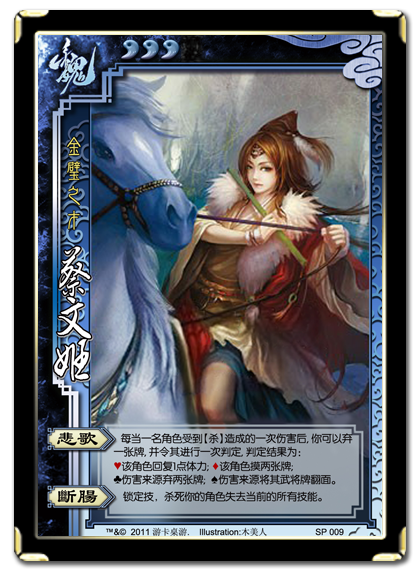 魏
金璧之才
蔡文姬
悲歌
每当一名角色受到【杀】造成的一次伤害后,你可以弃
一张牌,并令其进行一次判定,判定结果为:
♥该角色回复1点体力; ♦该角色摸两张牌;
♣伤害来源弃两张牌; ♠伤害来源将其武将牌翻面。
斷腸
锁定技,杀死你的角色失去当前的所有技能。
™&© 2011 游卡桌游. Illustration:木美人 SP 009